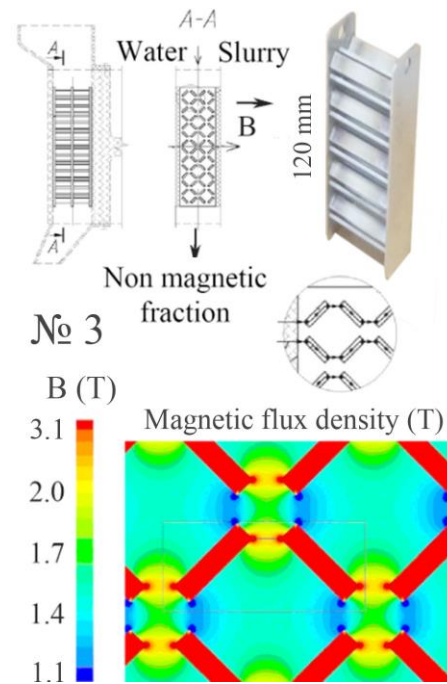 A-A
A
Water
Slurry
B
120 mm
A
Non magnetic
fraction
№ 3
B (T)
Magnetic flux density (T)
3.1
2.0
1.7
1.4
1.1